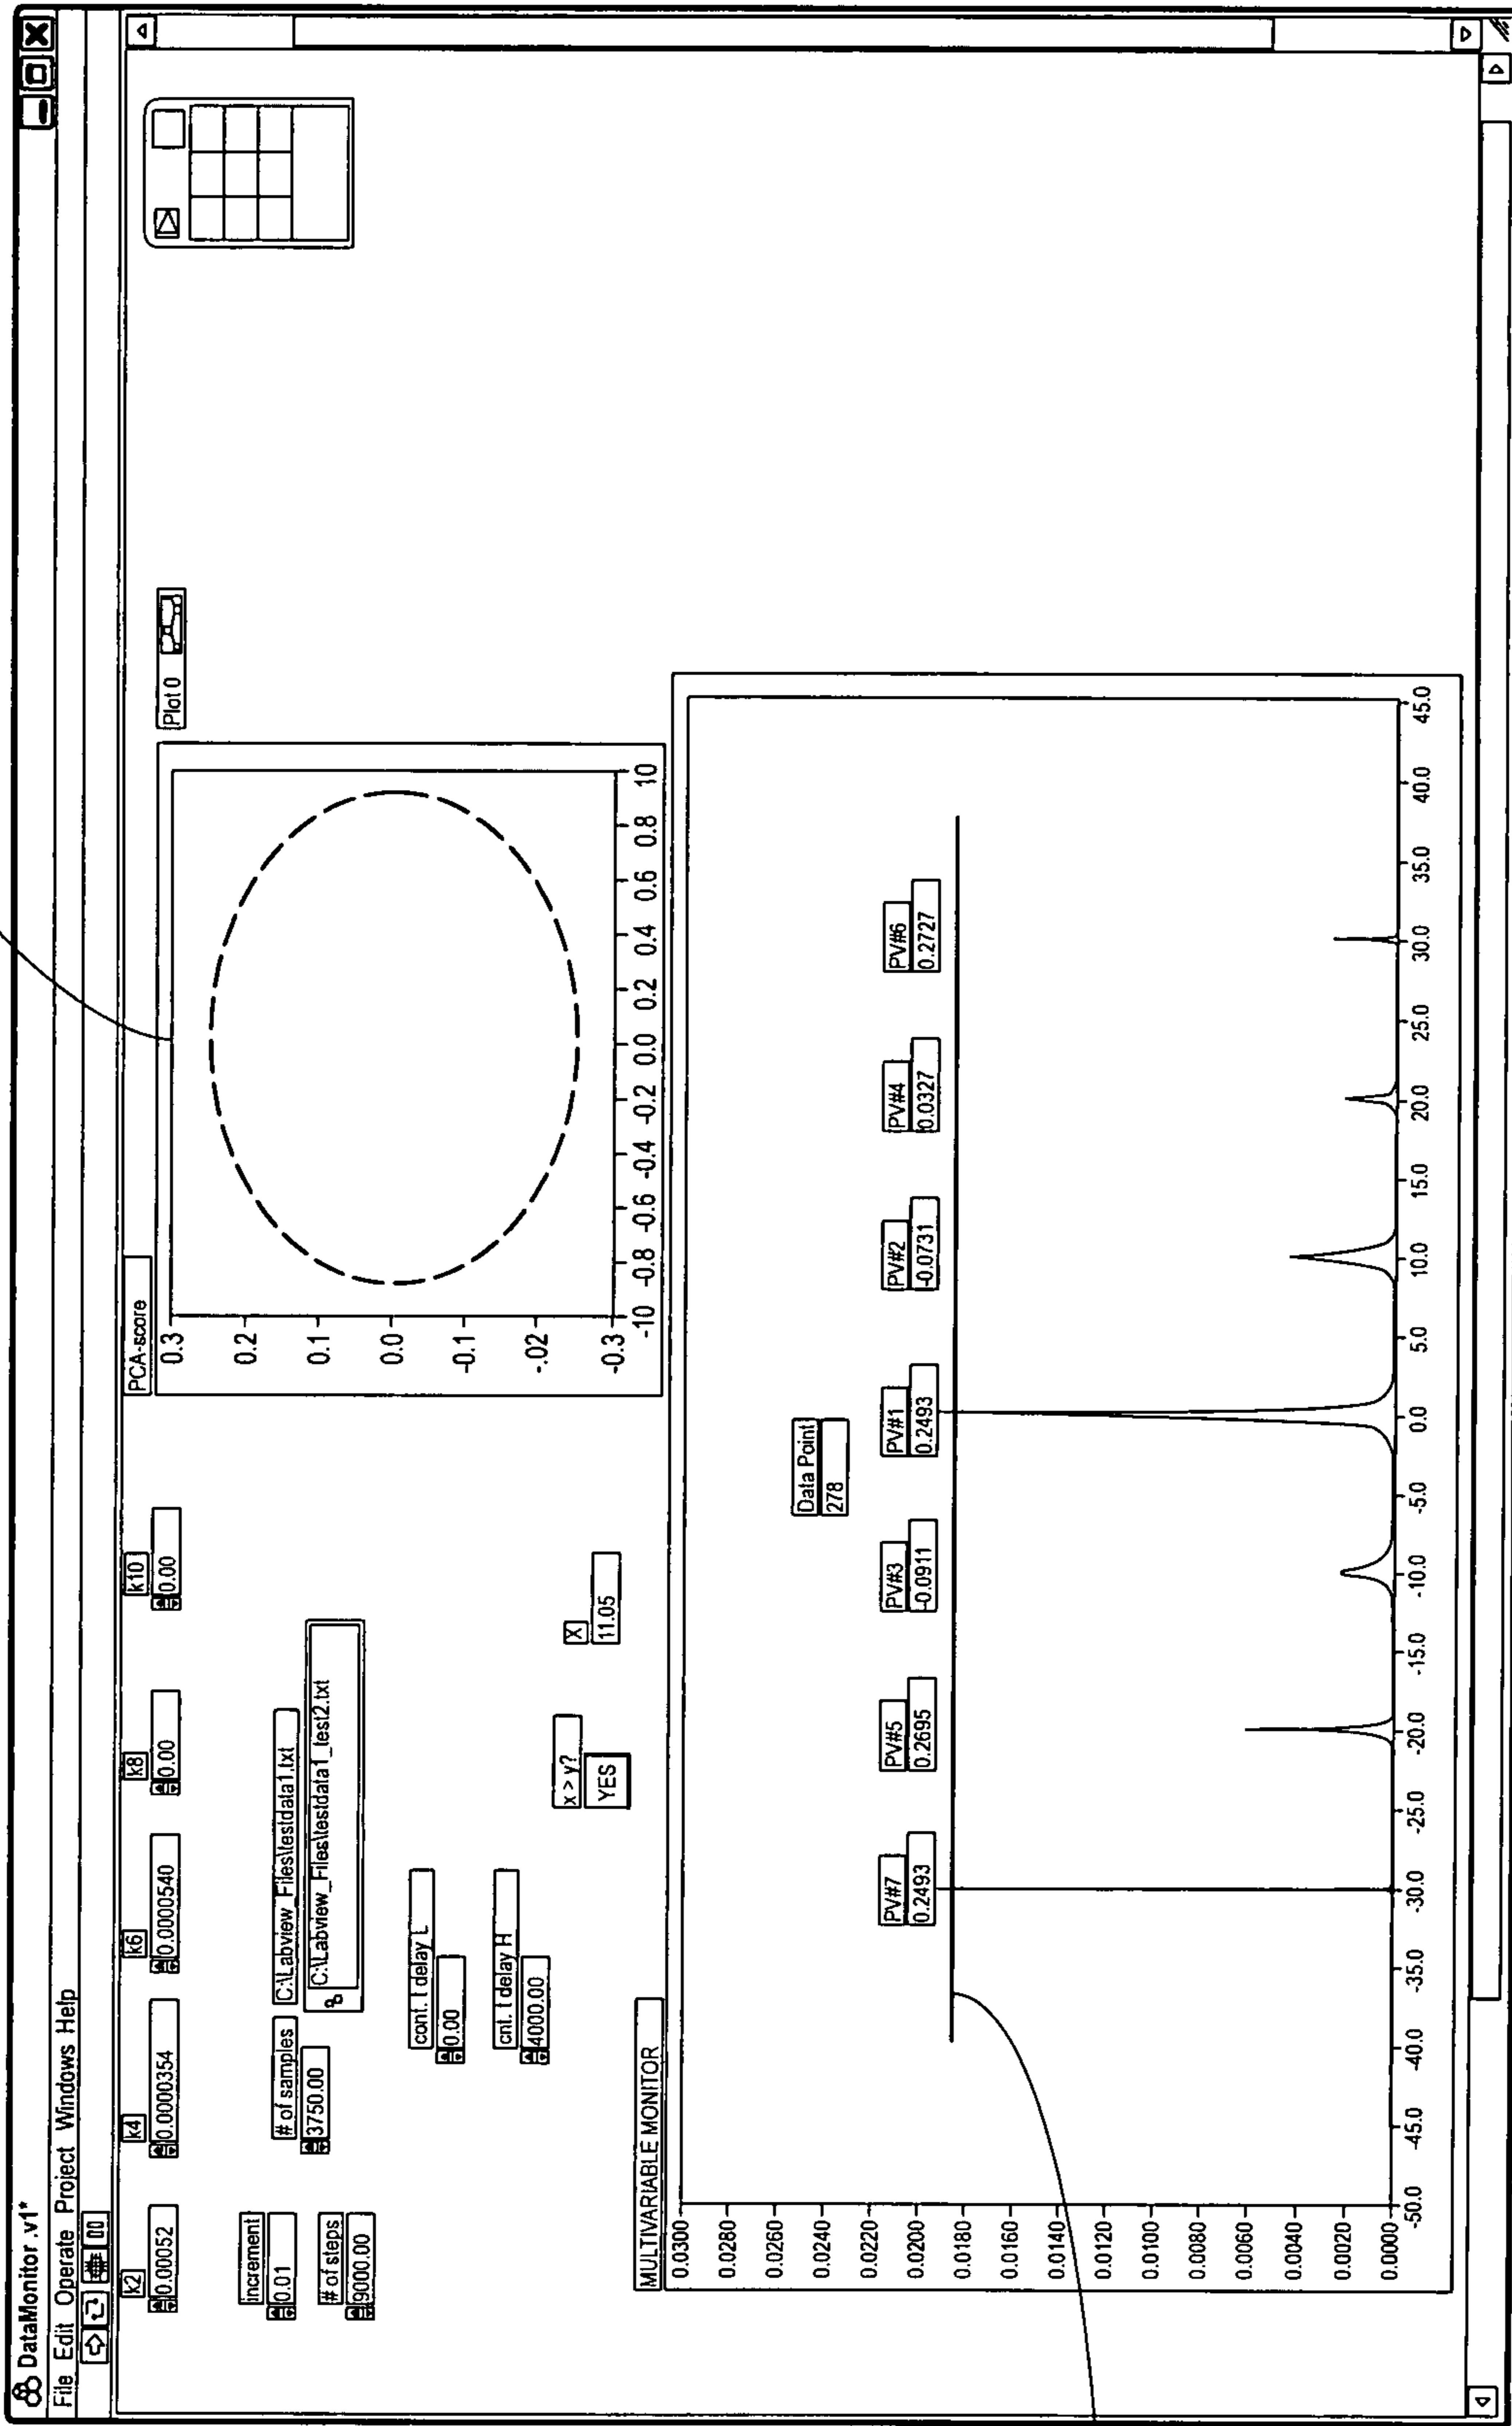 DataMonitor .v1*
File Edit Operate Project Windows Help
k2
0.00052
k4
0.0000354
k6
0.0000540
k8
0.00
k10
0.00
increment
0.01
# of samples
3750.00
C:\Labview_Files\testdata1.txt
C:\Labview_Files\testdata1_test2.txt
# of steps
9000.00
cont. t delay L
0.00
cnt. t delay H
4000.00
x > y?
YES
X
11.05
PCA-score
Plot 0
0.3
0.2
0.1
0.0
-0.1
-.02
-0.3
-10 -0.8 -0.6 -0.4 -0.2 0.0 0.2 0.4 0.6 0.8 10
MULTIVARIABLE MONITOR
0.0300
0.0280
0.0260
0.0240
0.0220
0.0200
0.0180
0.0160
0.0140
0.0120
0.0100
0.0080
0.0060
0.0040
0.0020
0.0000
Data Point
278
PV#7
0.2493
PV#5
0.2695
PV#3
-0.0911
PV#1
0.2493
PV#2
-0.0731
PV#4
0.0327
PV#6
0.2727
-50.0 -45.0 -40.0 -35.0 -30.0 -25.0 -20.0 -15.0 -10.0 -5.0 0.0 5.0 10.0 15.0 20.0 25.0 30.0 35.0 40.0 45.0